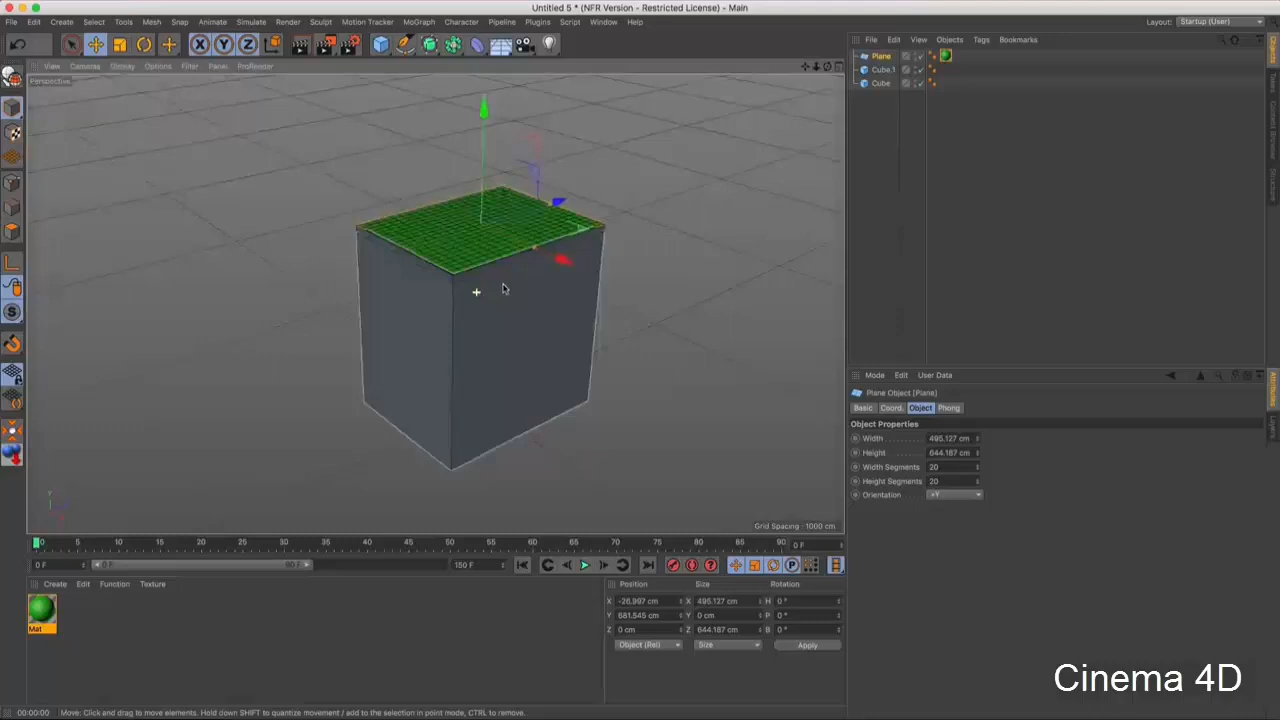 Untitled 5 * (NFR Version - Restricted License) - Main
File Edit Create Select Tools Mesh Snap Animate Simulate Render Sculpt Motion Tracker MoGraph Character Pipeline Plugins Script Window Help
Layout: Startup (User)
X Y Z
File Edit View Objects Tags Bookmarks
View Cameras Display Options Filter Panel ProRender
Perspective
Plane
Cube.1
Cube
Objects
Mode Edit User Data
Plane Object [Plane]
Basic Coord. Object Phong
Object Properties
Width 495.127 cm
Height 644.187 cm
Width Segments 20
Height Segments 20
Orientation +Y
Attributes
Layers
S
Grid Spacing : 1000 cm
0 5 10 15 20 25 30 35 40 45 50 55 60 65 70 75 80 85 90 0 F
0 F 0 F 90 F 150 F
P
Create Edit Function Texture
Mat
Position Size Rotation
X -26.997 cm X 495.127 cm H 0 °
Y 681.545 cm Y 0 cm P 0 °
Z 0 cm Z 644.187 cm B 0 °
Object (Rel) Size Apply
Cinema 4D
00:00:00 Move: Click and drag to move elements. Hold down SHIFT to quantize movement / add to the selection in point mode, CTRL to remove.